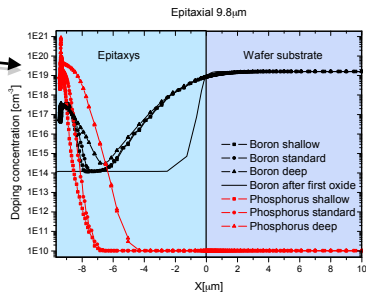 Epitaxial 9.8µm
Epitaxys
Wafer substrate
Doping concentration [cm⁻³]
1E21
1E20
1E19
1E18
1E17
1E16
1E15
1E14
1E13
1E12
1E11
1E10
Boron shallow
Boron standard
Boron deep
Boron after first oxide
Phosphorus shallow
Phosphorus standard
Phosphorus deep
-8 -6 -4 -2 0 2 4 6 8 10
X[µm]